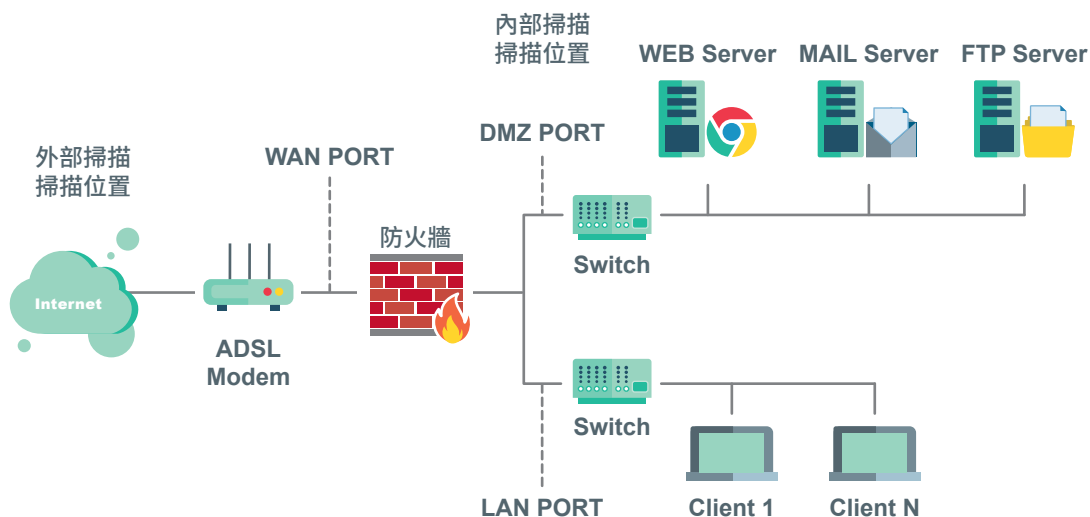 內部掃描
掃描位置
WEB Server
MAIL Server
FTP Server
DMZ PORT
WAN PORT
外部掃描
掃描位置
防火牆
Switch
Internet
ADSL
Modem
Switch
LAN PORT
Client 1
Client N